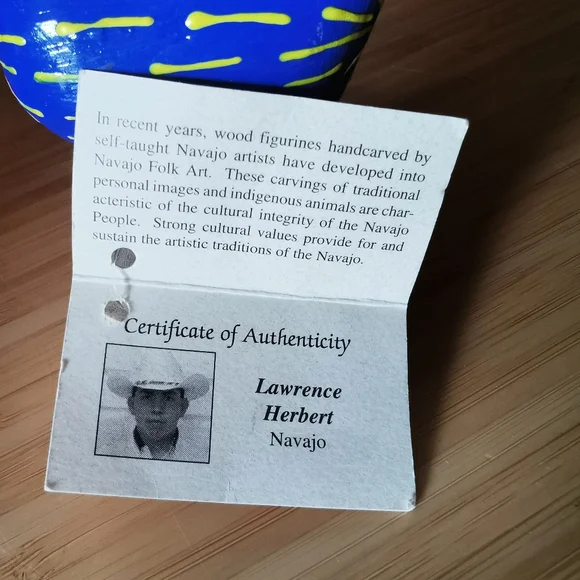 In recent years, wood figurines handcarved by
self-taught Navajo artists have developed into
Navajo Folk Art. These carvings of traditional
personal images and indigenous animals are char-
acteristic of the cultural integrity of the Navajo
People. Strong cultural values provide for and
sustain the artistic traditions of the Navajo.
Certificate of Authenticity
Lawrence
Herbert
Navajo